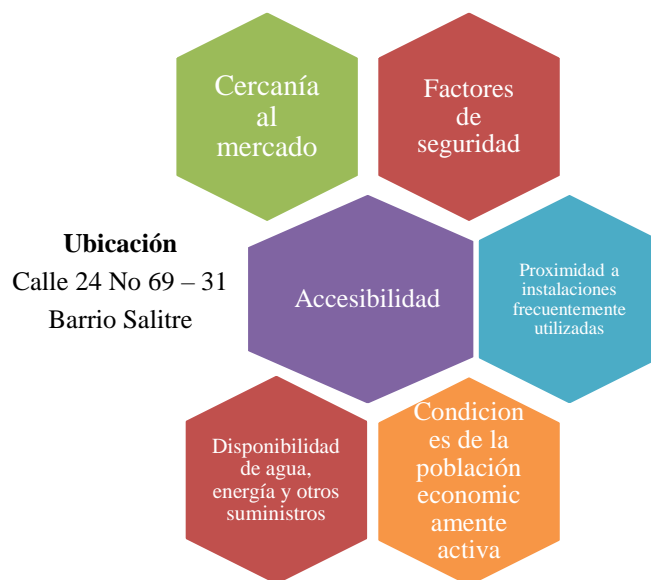 Cercanía
al
mercado
Factores
de
seguridad
Ubicación
Calle 24 No 69 – 31
Barrio Salitre
Accesibilidad
Proximidad a
instalaciones
frecuentemente
utilizadas
Disponibilidad
de agua,
energía y otros
suministros
Condicion
es de la
población
economic
amente
activa